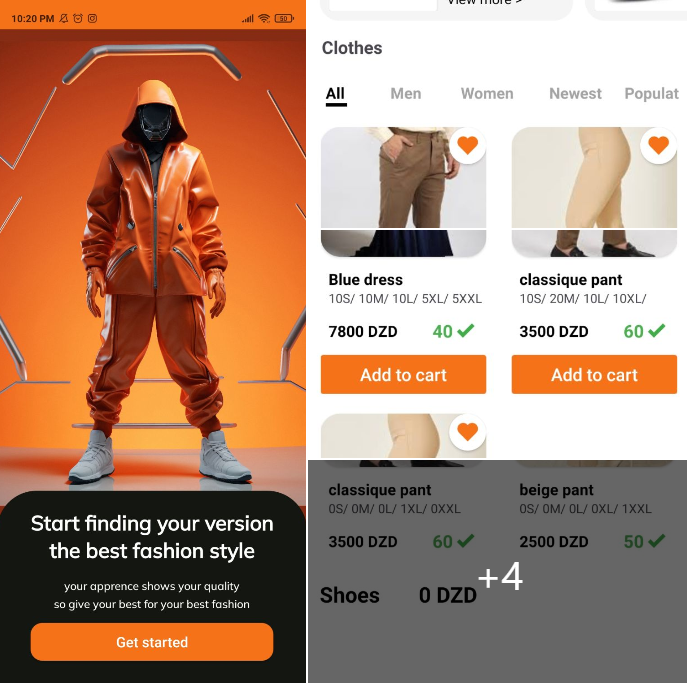 10:20 PM
50
Start finding your version
the best fashion style
your apprence shows your quality
so give your best for your best fashion
Get started
View more >
Clothes
All Men Women Newest Populat
Blue dress
10S/ 10M/ 10L/ 5XL/ 5XXL
7800 DZD 40
Add to cart
classique pant
10S/ 20M/ 10L/ 10XL/
3500 DZD 60
Add to cart
classique pant
0S/ 0M/ 0L/ 1XL/ 0XXL
3500 DZD 60
beige pant
0S/ 0M/ 0L/ 0XL/ 1XXL
2500 DZD 50
+4
Shoes 0 DZD